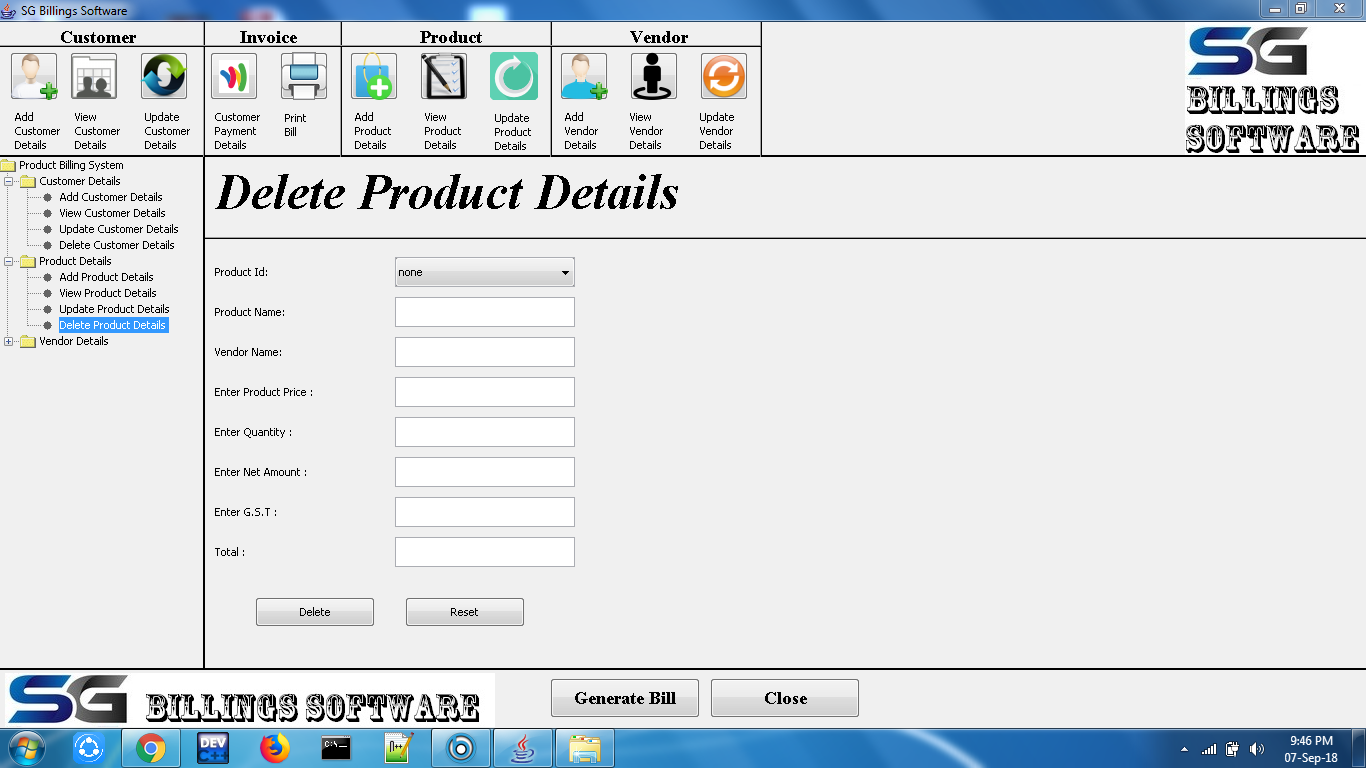 SG Billings Software
Customer
Invoice
Product
Vendor
Add
Customer
Details
View
Customer
Details
Update
Customer
Details
Customer
Payment
Details
Print
Bill
Add
Product
Details
View
Product
Details
Update
Product
Details
Add
Vendor
Details
View
Vendor
Details
Update
Vendor
Details
SG
BILLINGS
SOFTWARE
Product Billing System
Customer Details
Add Customer Details
View Customer Details
Update Customer Details
Delete Customer Details
Product Details
Add Product Details
View Product Details
Update Product Details
Delete Product Details
Vendor Details
Delete Product Details
Product Id:
none
Product Name:
Vendor Name:
Enter Product Price :
Enter Quantity :
Enter Net Amount :
Enter G.S.T :
Total :
Delete
Reset
SG BILLINGS SOFTWARE
Generate Bill
Close
DEV
C++
C:\
9:46 PM
07-Sep-18